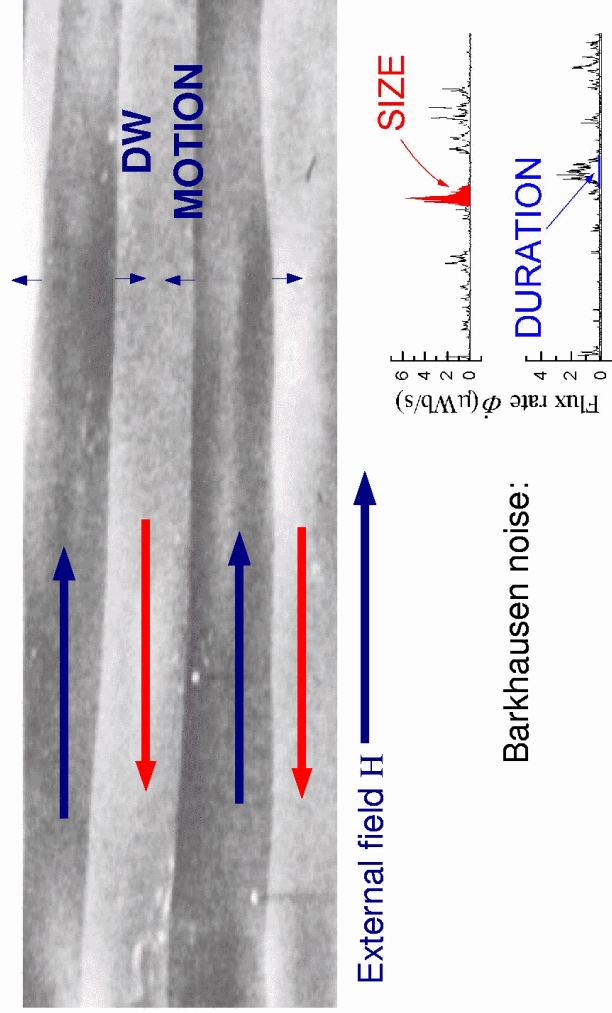 DW
MOTION
External field H
Barkhausen noise:
SIZE
DURATION
Flux rate Φ̇ (μWb/s)
6
4
2
0
4
2
0